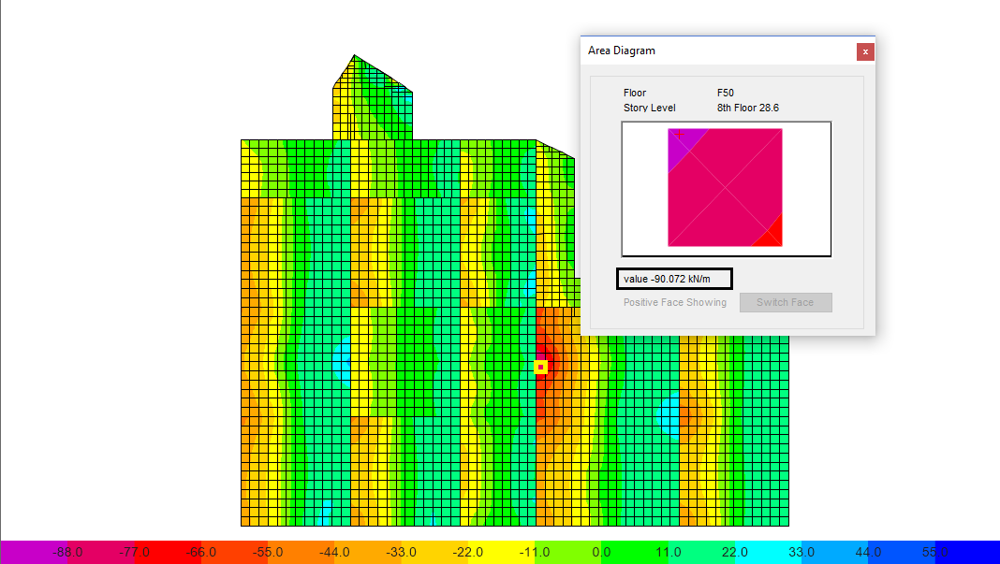 Area Diagram
x
Floor F50
Story Level 8th Floor 28.6
value -90.072 kN/m
Positive Face Showing Switch Face
-88.0 -77.0 -66.0 -55.0 -44.0 -33.0 -22.0 -11.0 0.0 11.0 22.0 33.0 44.0 55.0